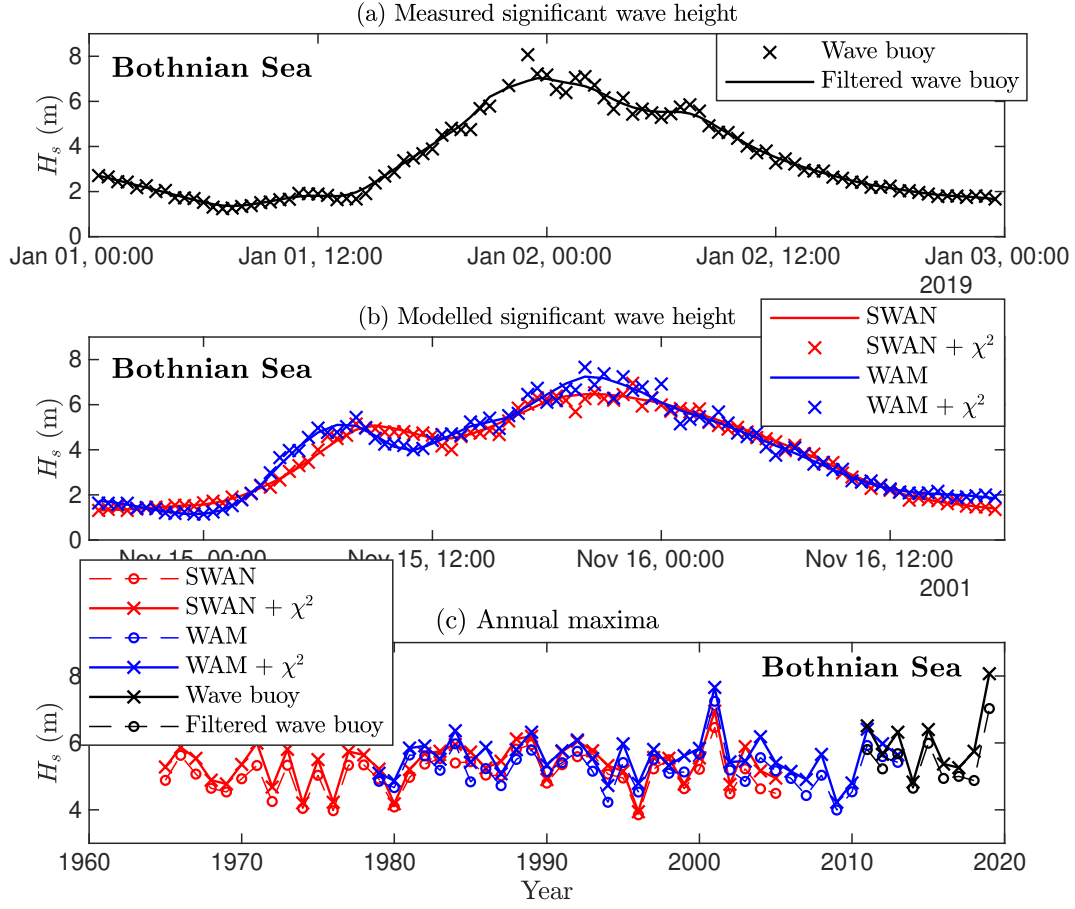 (a) Measured significant wave height
Bothnian Sea
Wave buoy
Filtered wave buoy
8
6
4
2
0
H_s (m)
Jan 01, 00:00
Jan 01, 12:00
Jan 02, 00:00
Jan 02, 12:00
Jan 03, 00:00
2019
(b) Modelled significant wave height
Bothnian Sea
SWAN
SWAN + χ²
WAM
WAM + χ²
8
6
4
2
0
H_s (m)
Nov 15, 00:00
Nov 15, 12:00
Nov 16, 00:00
Nov 16, 12:00
2001
SWAN
SWAN + χ²
WAM
WAM + χ²
Wave buoy
Filtered wave buoy
(c) Annual maxima
Bothnian Sea
8
6
4
H_s (m)
1960
1970
1980
1990
2000
2010
2020
Year